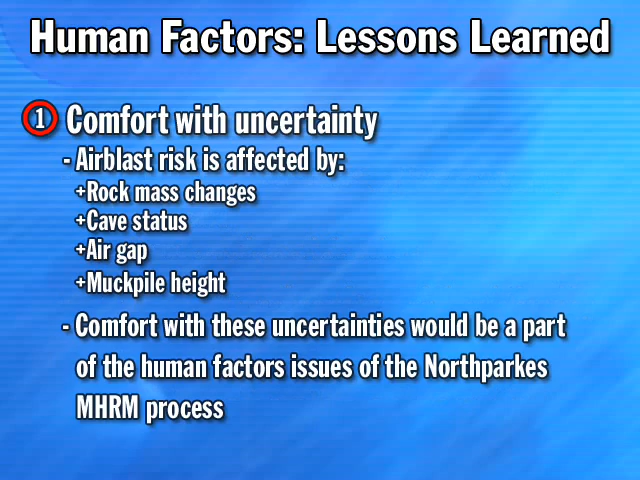 Human Factors: Lessons Learned
1 Comfort with uncertainty
- Airblast risk is affected by:
+Rock mass changes
+Cave status
+Air gap
+Muckpile height
- Comfort with these uncertainties would be a part
of the human factors issues of the Northparkes
MHRM process